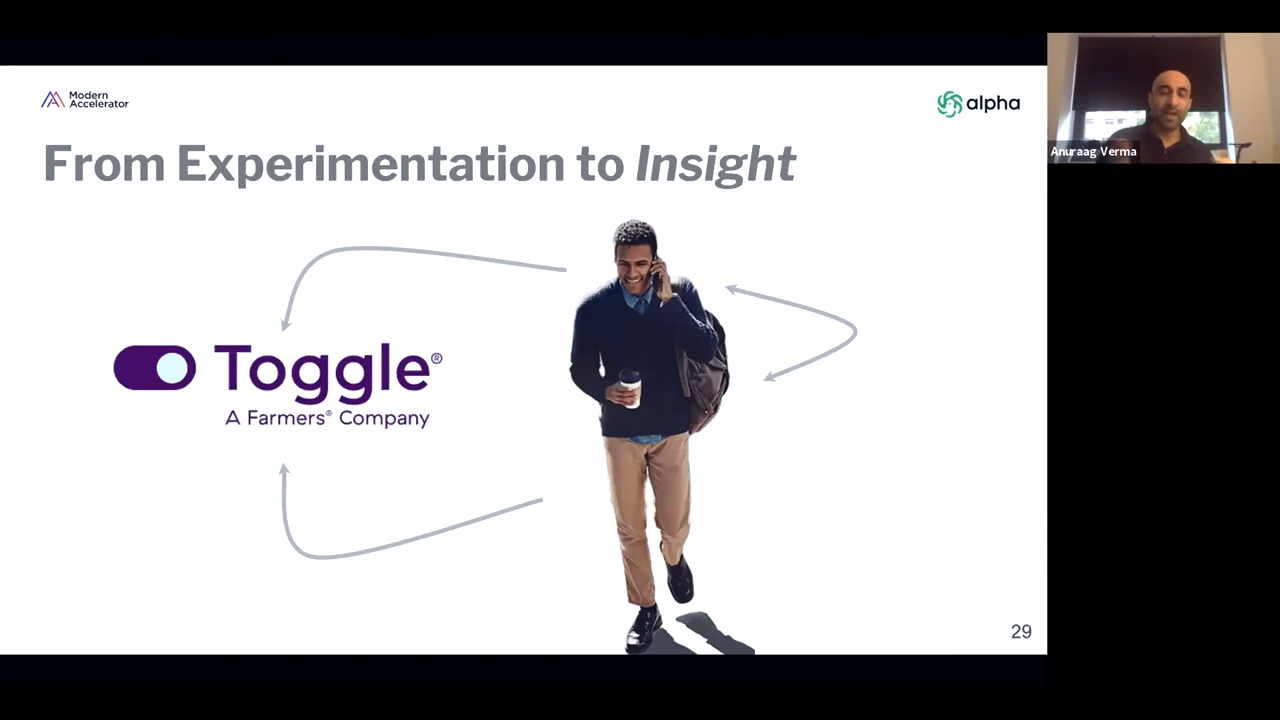 Modern
Accelerator
alpha
From Experimentation to Insight
Anuraag Verma
Toggle®
A Farmers® Company
29